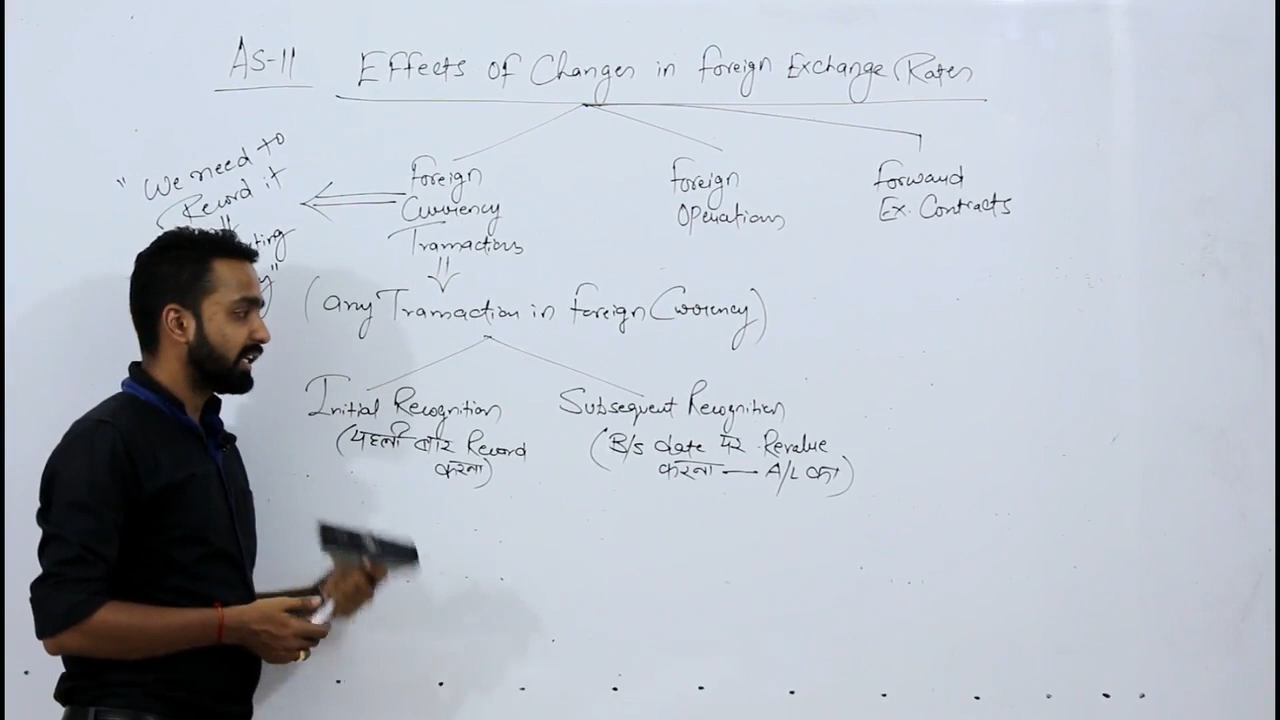 AS-11 Effects of Changes in Foreign Exchange Rates
"We need to
Record it
Foreign
Currency
Transactions
Foreign
Operations
Forward
Ex. Contracts
(any Transaction in Foreign Currency)
Initial Recognition
(पहली बार Record
करना)
Subsequent Recognition
(B/s date पर Revalue
करना — A/L का)